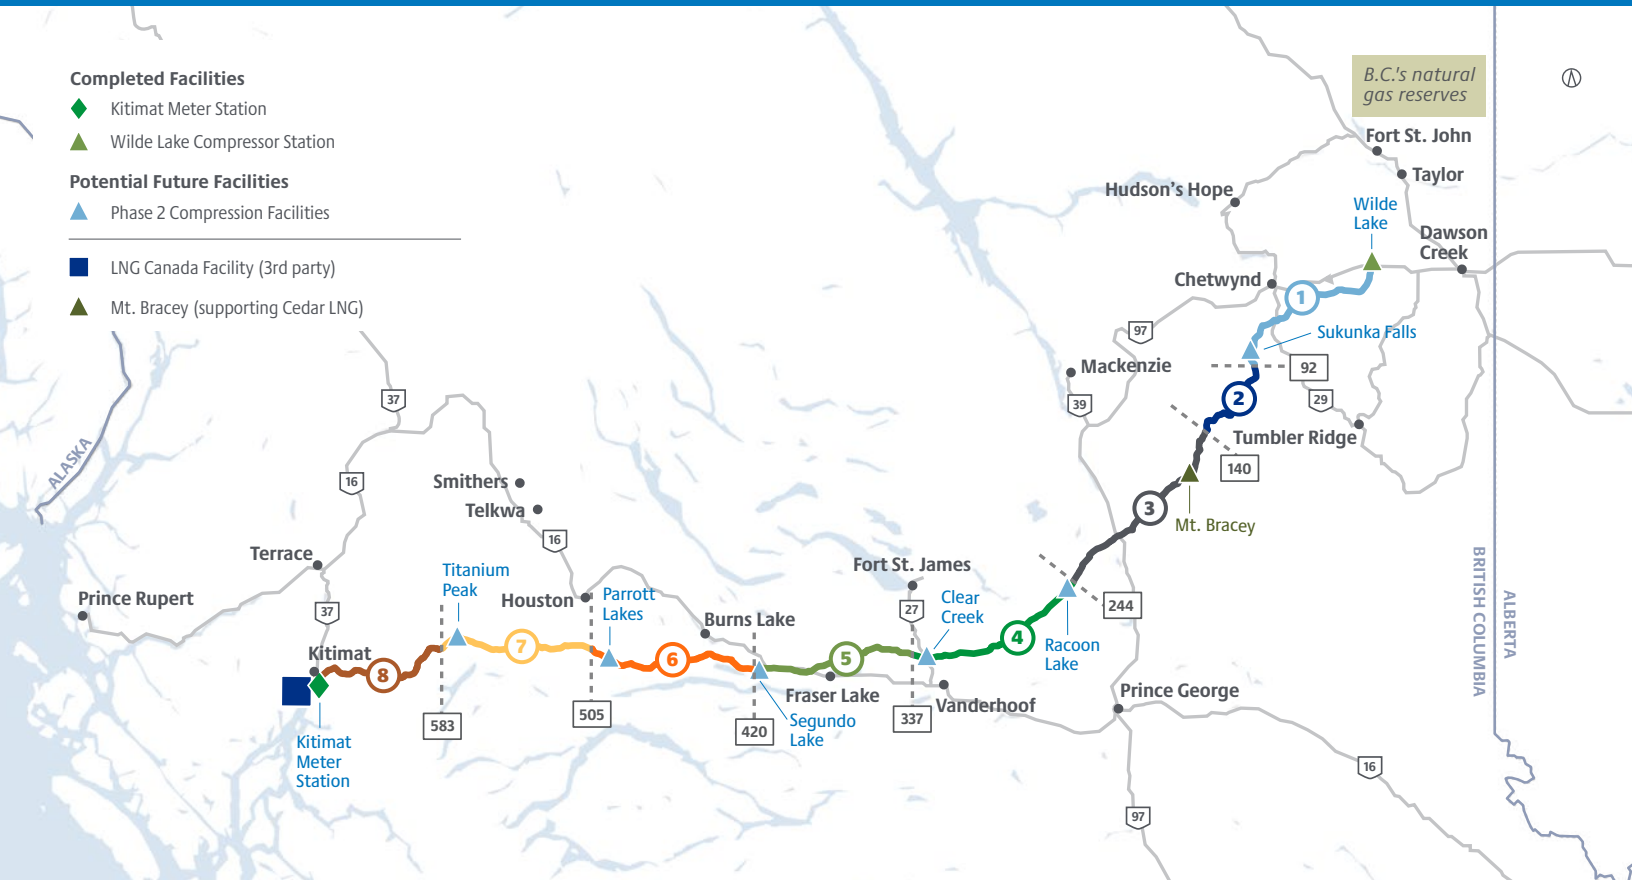 Completed Facilities
Kitimat Meter Station
Wilde Lake Compressor Station
Potential Future Facilities
Phase 2 Compression Facilities
LNG Canada Facility (3rd party)
Mt. Bracey (supporting Cedar LNG)
B.C.'s natural
gas reserves
Fort St. John
Taylor
Hudson's Hope
Wilde
Lake
Dawson
Creek
Chetwynd
1
Sukunka Falls
97
Mackenzie
92
39
2
29
Tumbler Ridge
140
37
ALASKA
16
Smithers
Telkwa
16
3
Mt. Bracey
Terrace
Titanium
Peak
Houston
Parrott
Lakes
Fort St. James
27
Clear
Creek
244
BRITISH COLUMBIA
ALBERTA
Prince Rupert
37
Burns Lake
4
Racoon
Lake
Kitimat
8
7
6
5
Fraser Lake
Vanderhoof
Prince George
583
505
420
Segundo
Lake
337
Kitimat
Meter
Station
16
97